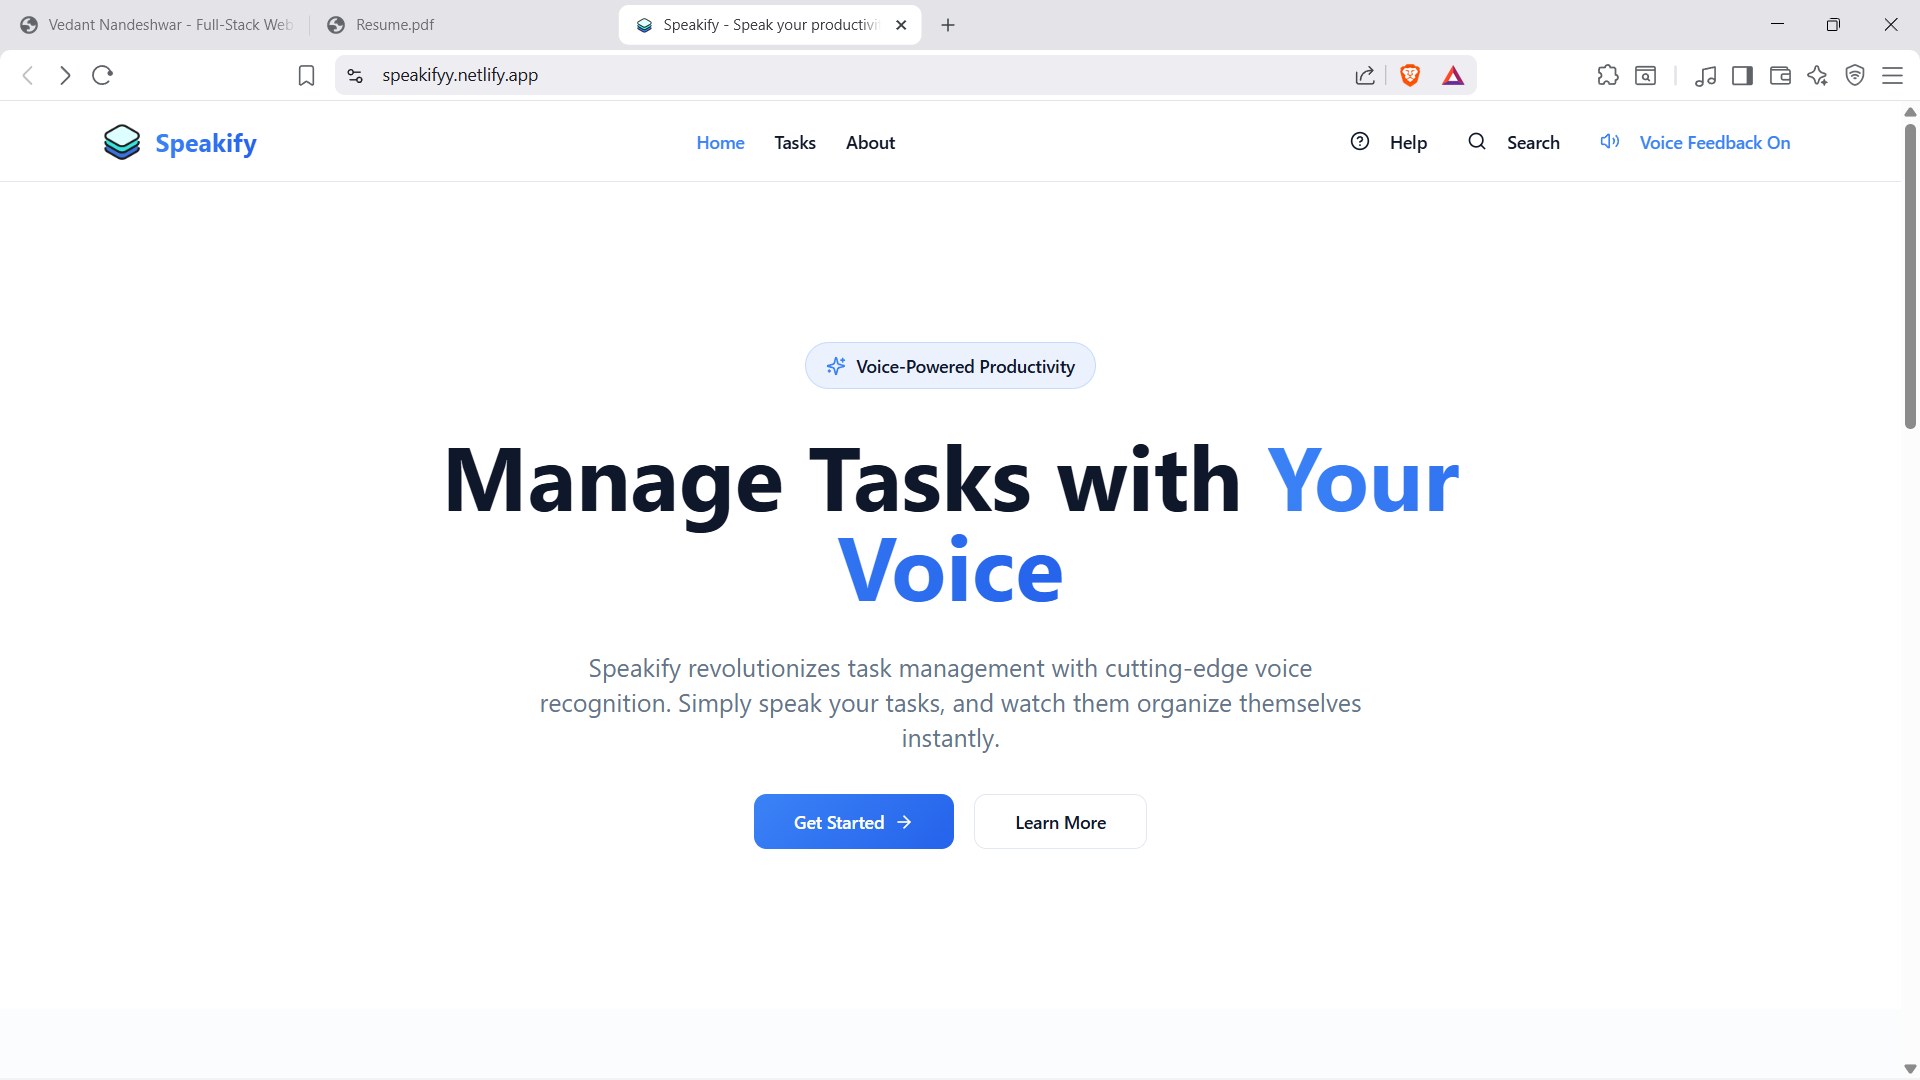 Vedant Nandeshwar - Full-Stack Web
Resume.pdf
Speakify - Speak your productivi
speakifyy.netlify.app
Speakify
Home
Tasks
About
Help
Search
Voice Feedback On
Voice-Powered Productivity
Manage Tasks with Your
Voice
Speakify revolutionizes task management with cutting-edge voice
recognition. Simply speak your tasks, and watch them organize themselves
instantly.
Get Started
Learn More